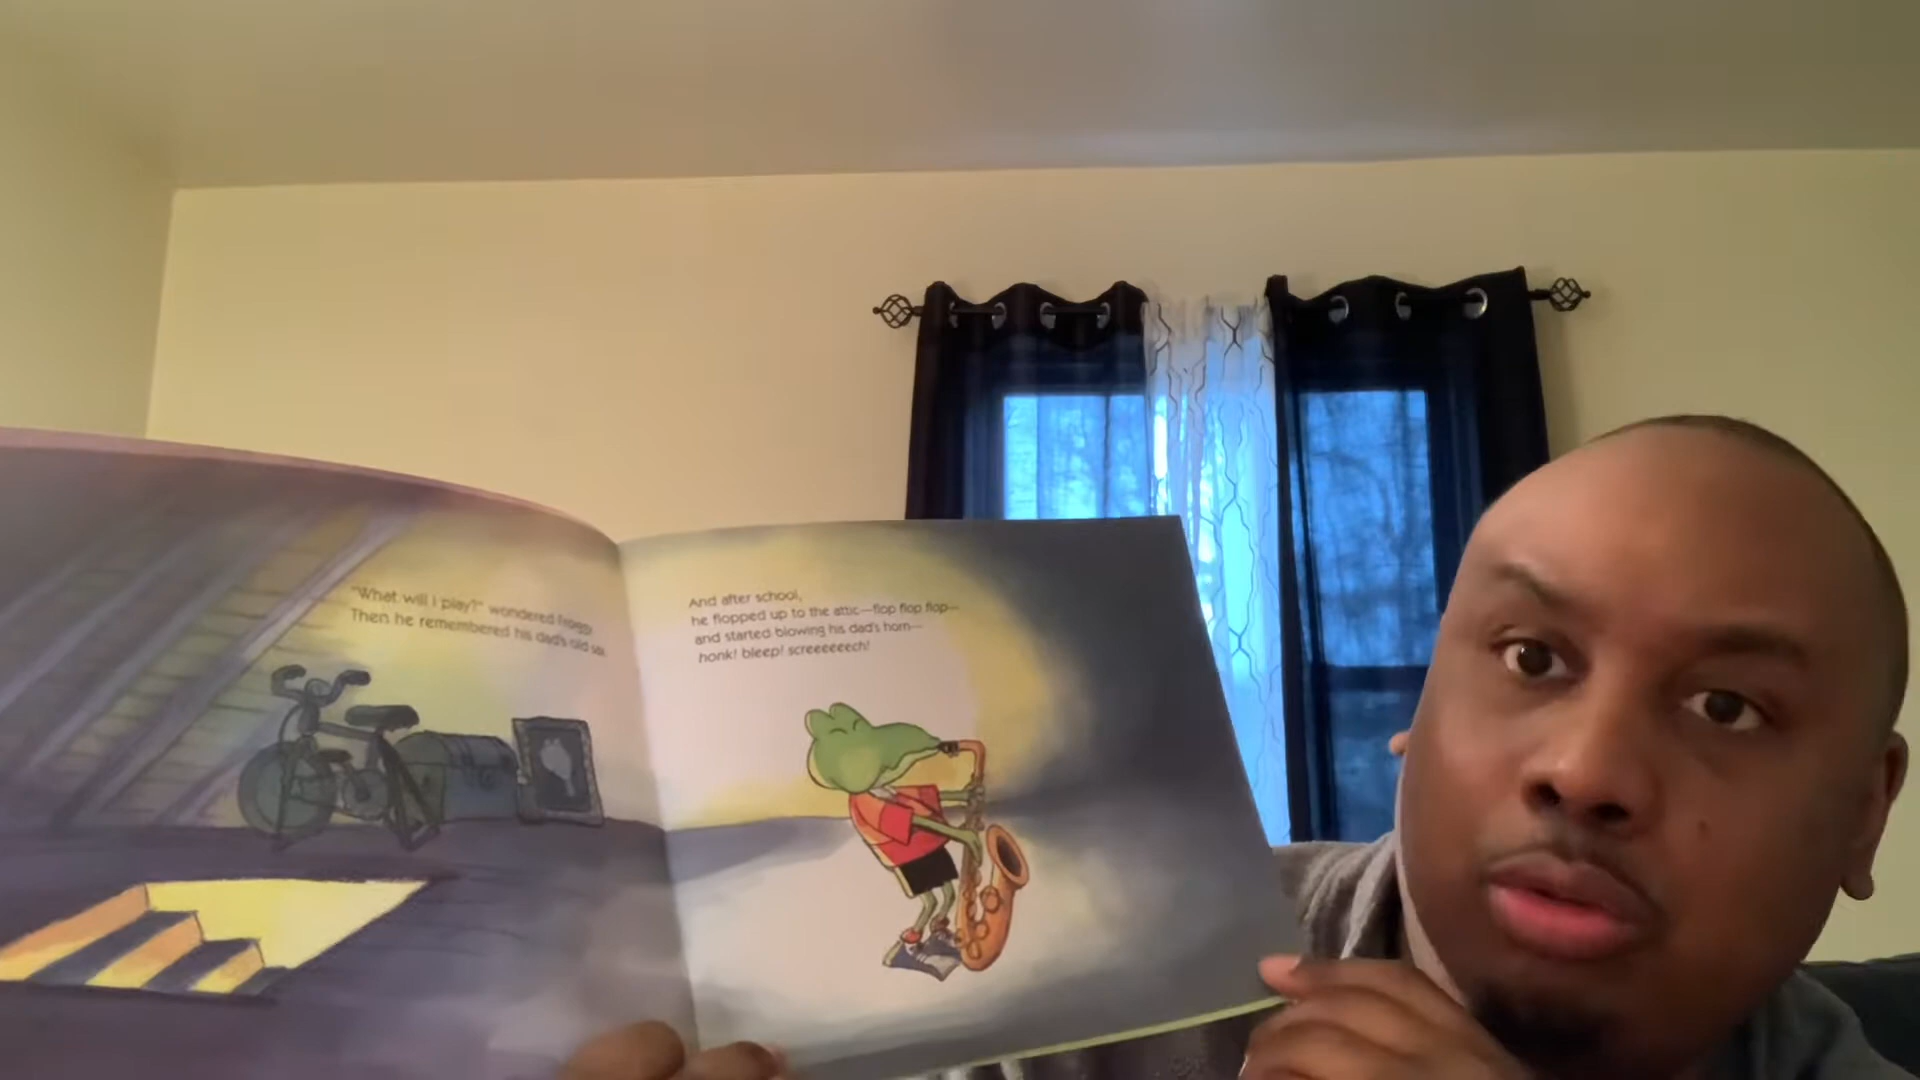 "What will I play?" wondered Froggy.
Then he remembered his dad's old sax.
And after school,
he flopped up to the attic—flop flop flop—
and started blowing his dad's horn—
honk! bleep! screeeeeech!